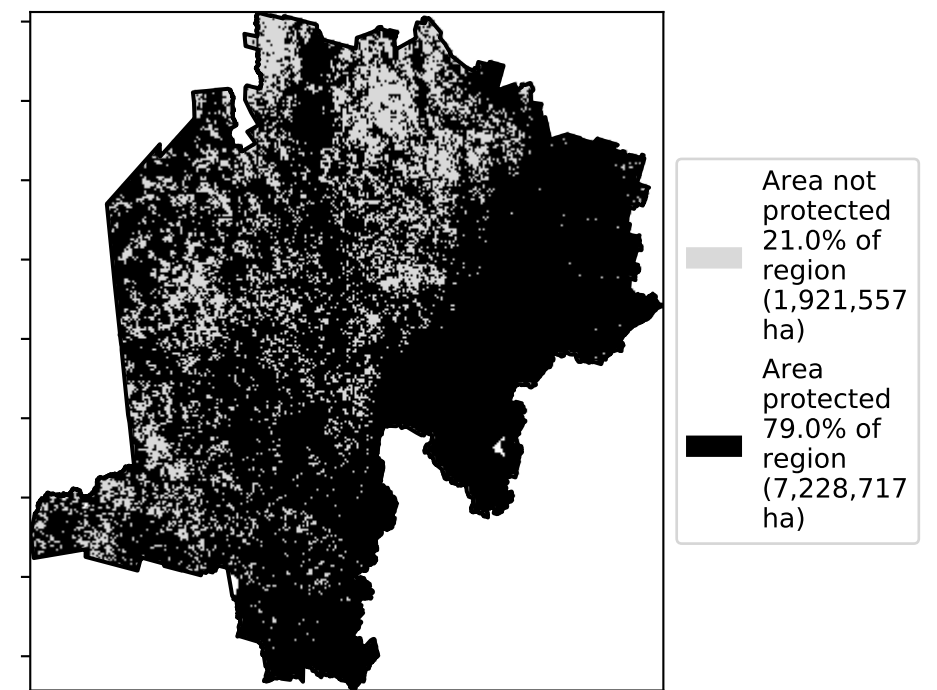 Area not
protected
21.0% of
region
(1,921,557
ha)
Area
protected
79.0% of
region
(7,228,717
ha)